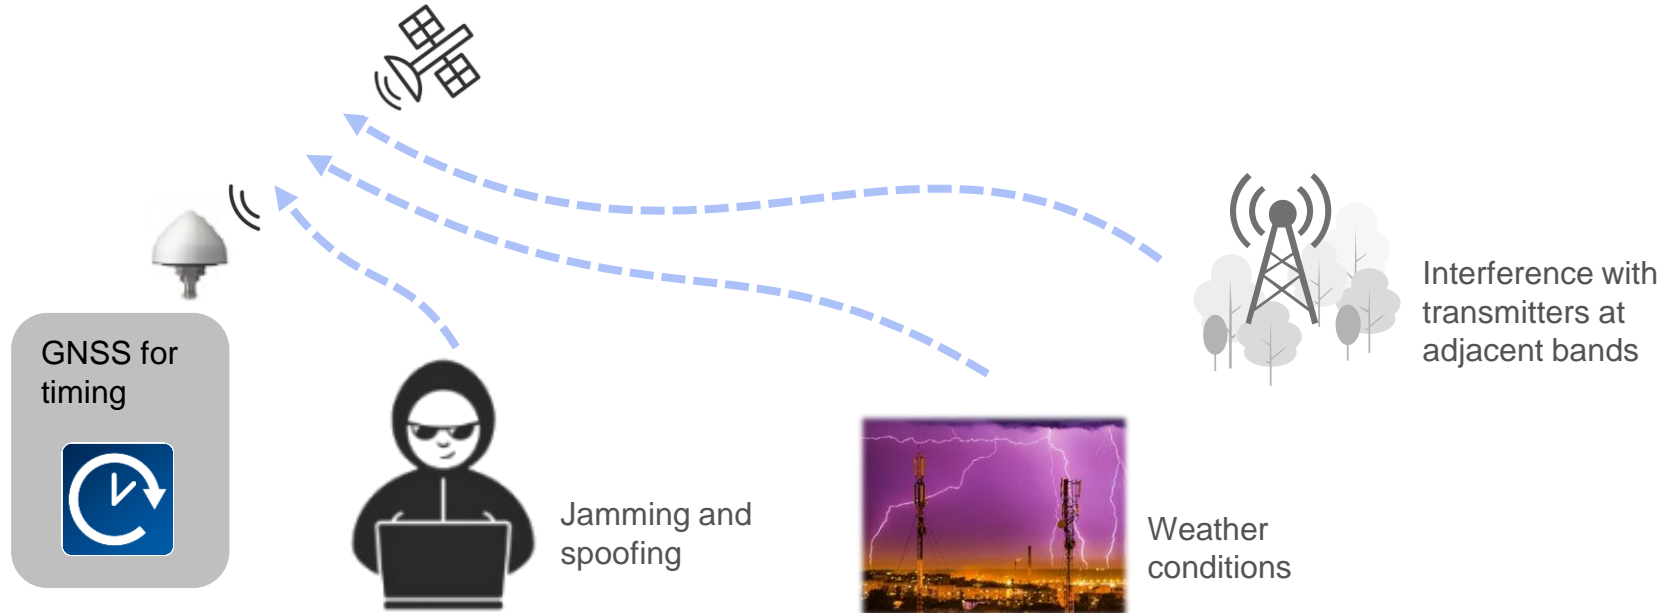 GNSS for
timing
Jamming and
spoofing
Weather
conditions
Interference with
transmitters at
adjacent bands